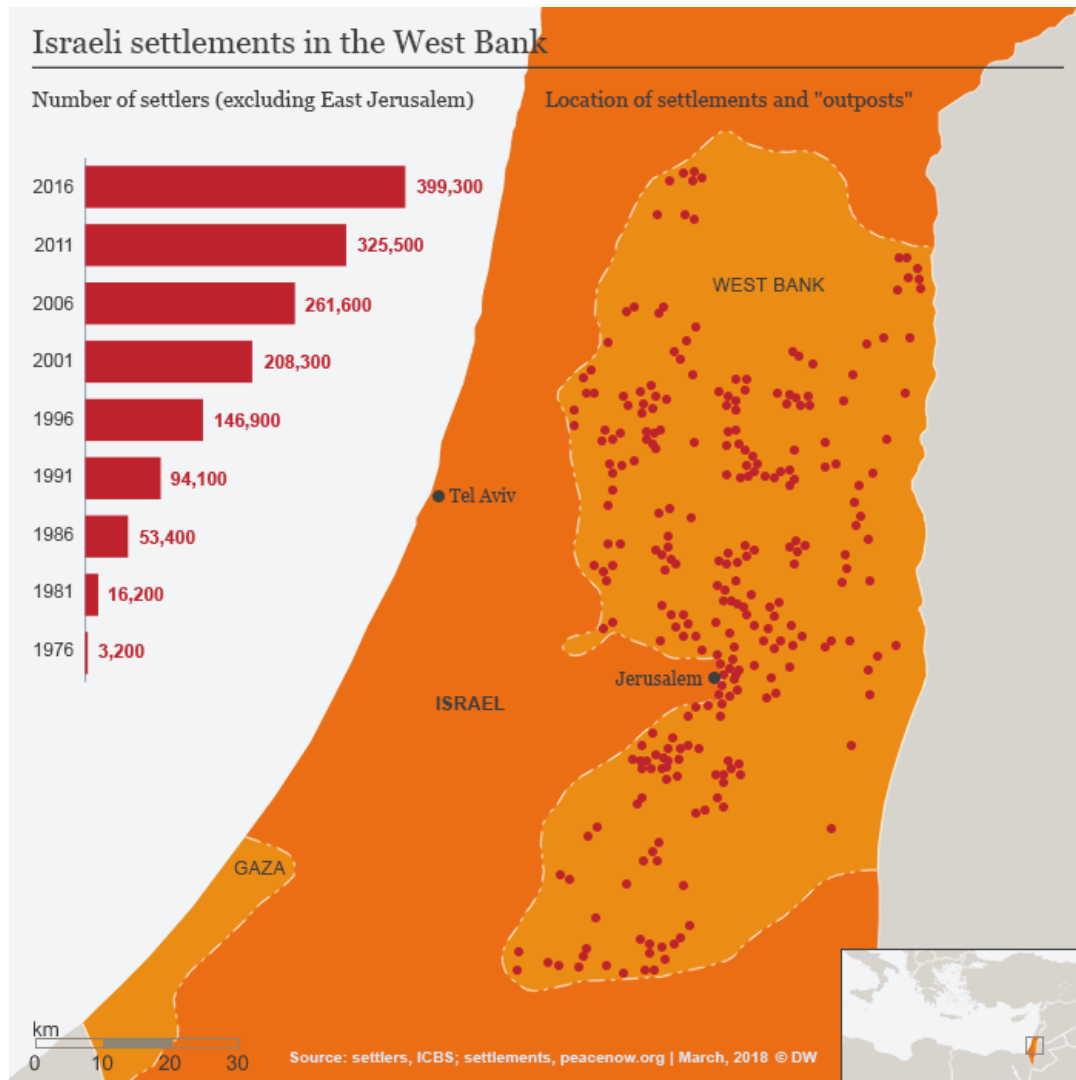 Israeli settlements in the West Bank
Number of settlers (excluding East Jerusalem)
Location of settlements and "outposts"
2016 399,300
2011 325,500
2006 261,600
2001 208,300
1996 146,900
1991 94,100
1986 53,400
1981 16,200
1976 3,200
WEST BANK
Tel Aviv
Jerusalem
ISRAEL
GAZA
km
0 10 20 30
Source: settlers, ICBS; settlements, peacenow.org | March, 2018 © DW